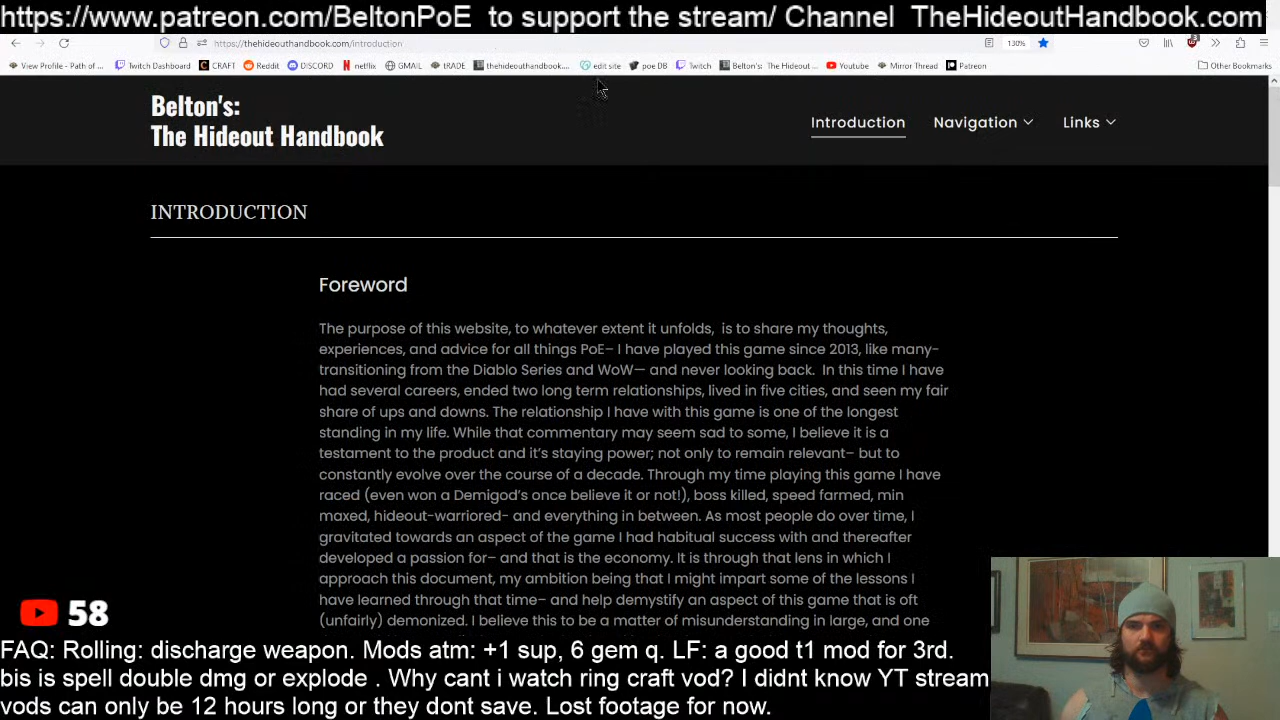 https://www.patreon.com/BeltonPoE  to support the stream/ Channel  TheHideoutHandbook.com
https://thehideouthandbook.com/introduction
130%
View Profile - Path of ...
Twitch Dashboard
CRAFT
Reddit
DISCORD
netflix
GMAIL
tRADE
thehideouthandbook....
edit site
poe DB
Twitch
Belton's: The Hideout ...
Youtube
Mirror Thread
Patreon
Other Bookmarks
Belton's:
The Hideout Handbook
Introduction
Navigation
Links
INTRODUCTION
Foreword
The purpose of this website, to whatever extent it unfolds,  is to share my thoughts,
experiences, and advice for all things PoE– I have played this game since 2013, like many-
transitioning from the Diablo Series and WoW— and never looking back.  In this time I have
had several careers, ended two long term relationships, lived in five cities, and seen my fair
share of ups and downs. The relationship I have with this game is one of the longest
standing in my life. While that commentary may seem sad to some, I believe it is a
testament to the product and it's staying power; not only to remain relevant– but to
constantly evolve over the course of a decade. Through my time playing this game I have
raced (even won a Demigod's once believe it or not!), boss killed, speed farmed, min
maxed, hideout-warriored- and everything in between. As most people do over time, I
gravitated towards an aspect of the game I had habitual success with and thereafter
developed a passion for– and that is the economy. It is through that lens in which I
approach this document, my ambition being that I might impart some of the lessons I
have learned through that time– and help demystify an aspect of this game that is oft
(unfairly) demonized. I believe this to be a matter of misunderstanding in large, and one
58
FAQ: Rolling: discharge weapon. Mods atm: +1 sup, 6 gem q. LF: a good t1 mod for 3rd.
bis is spell double dmg or explode . Why cant i watch ring craft vod? I didnt know YT stream
vods can only be 12 hours long or they dont save. Lost footage for now.